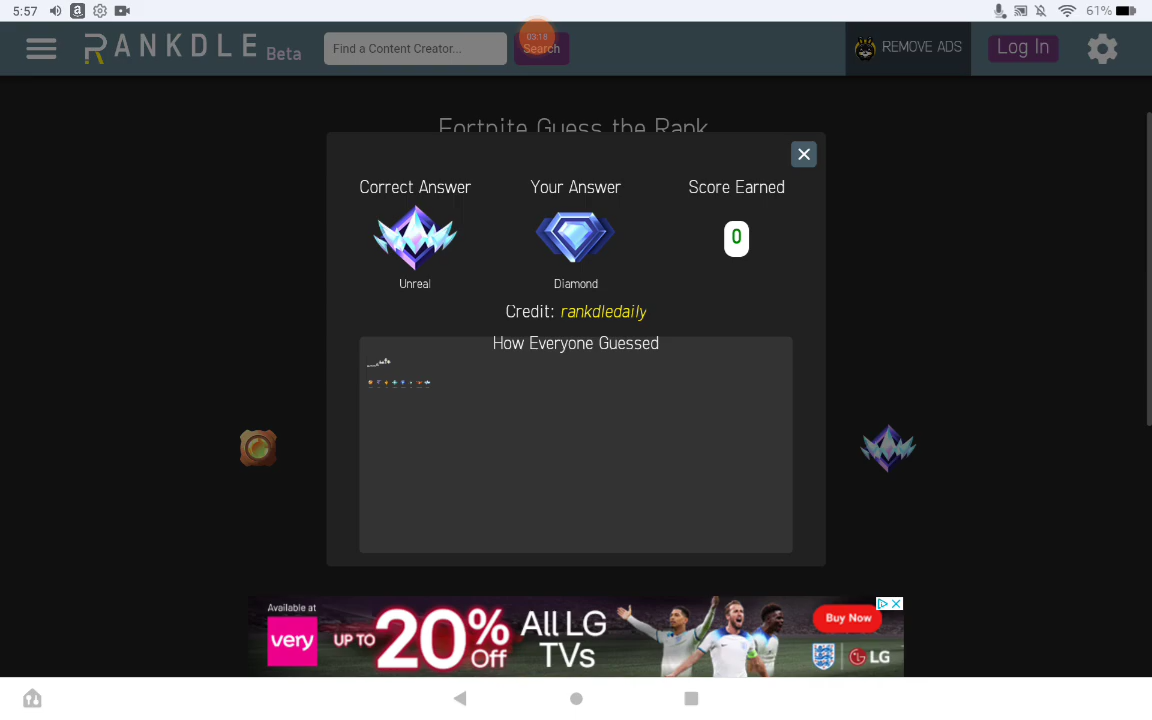 5:57
61%
03:18
RANKDLE Beta
Find a Content Creator...
Search
REMOVE ADS
Log In
Fortnite Guess the Rank
Correct Answer
Your Answer
Score Earned
0
Unreal
Diamond
Credit: rankdledaily
How Everyone Guessed
Available at
very
UP TO 20% Off
All LG
TVs
Buy Now
LG